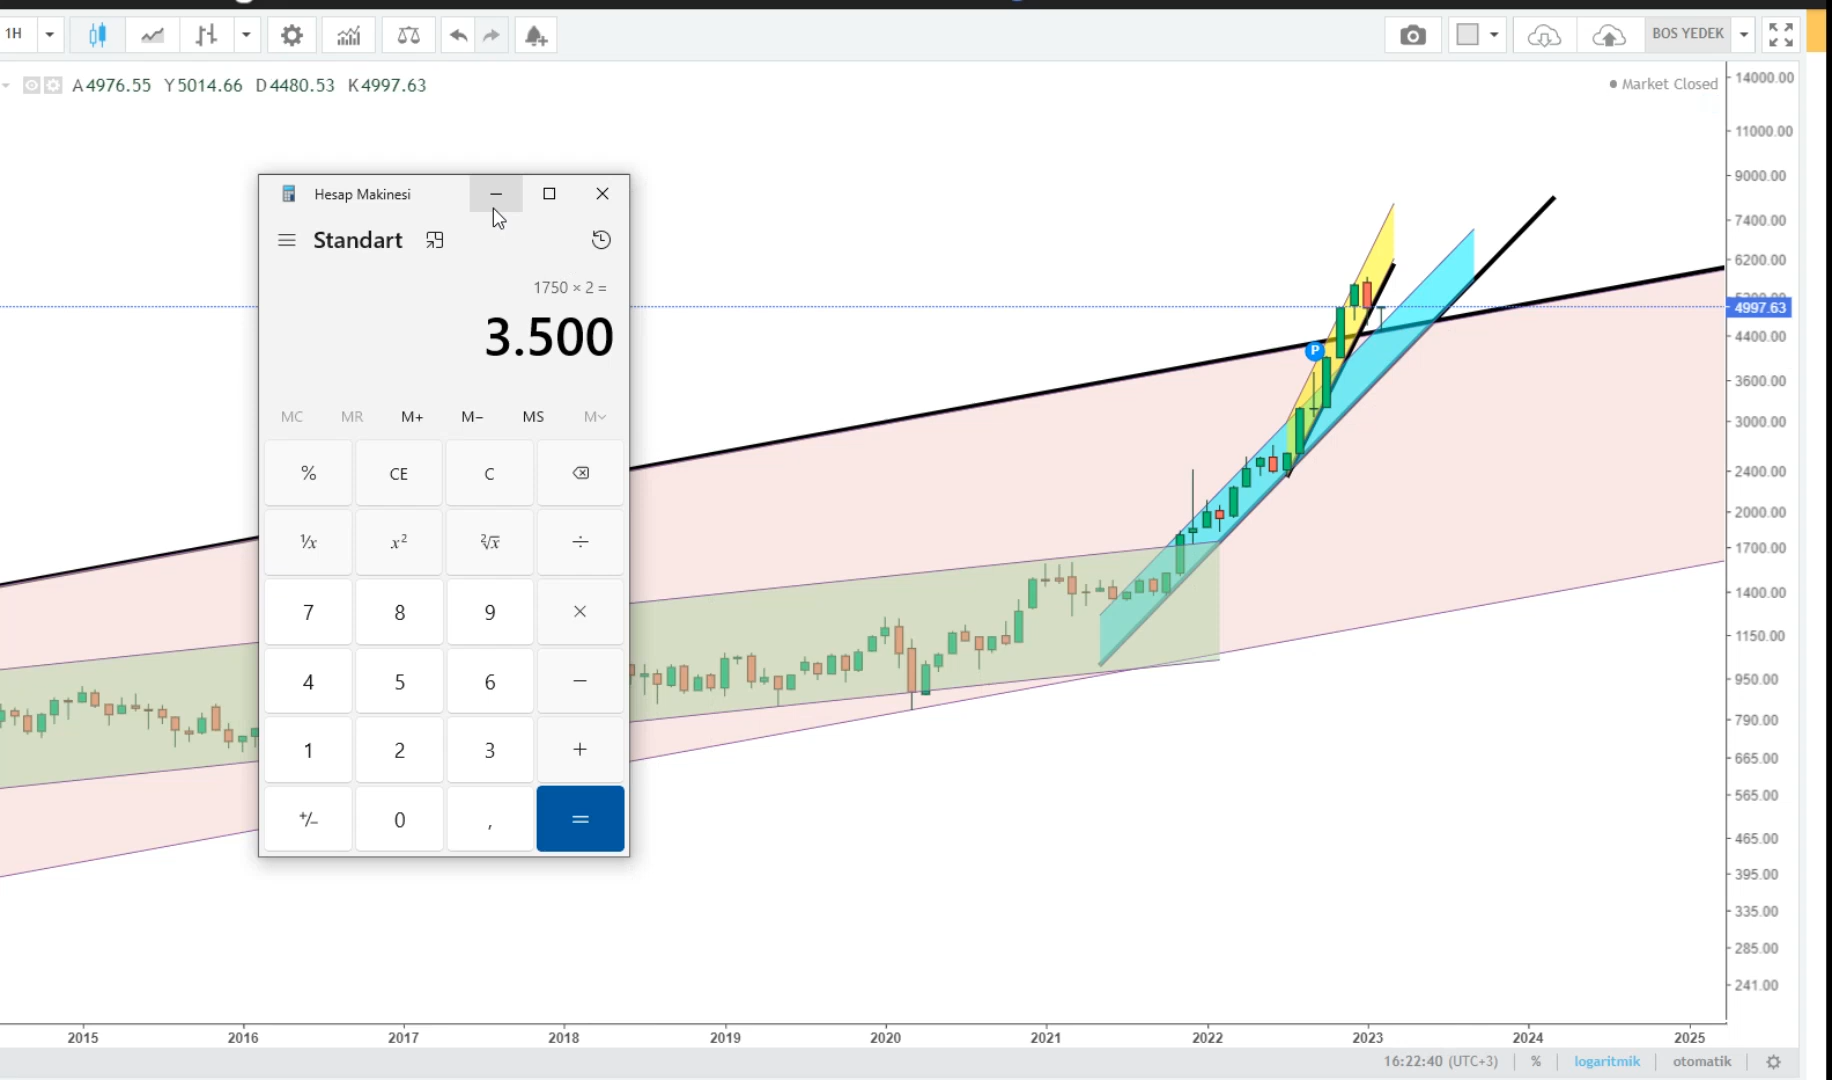 1H
BOS YEDEK
A4976.55 Y5014.66 D4480.53 K4997.63
Market Closed
Hesap Makinesi
Standart
1750 × 2 =
3.500
MC MR M+ M− MS M
% CE C
¹⁄x x² ²√x ÷
7 8 9 ×
4 5 6 −
1 2 3 +
+/− 0 , =
P
14000.00
11000.00
9000.00
7400.00
6200.00
4997.63
4400.00
3600.00
3000.00
2400.00
2000.00
1700.00
1400.00
1150.00
950.00
790.00
665.00
565.00
465.00
395.00
335.00
285.00
241.00
2015 2016 2017 2018 2019 2020 2021 2022 2023 2024 2025
16:22:40 (UTC+3) % logaritmik otomatik